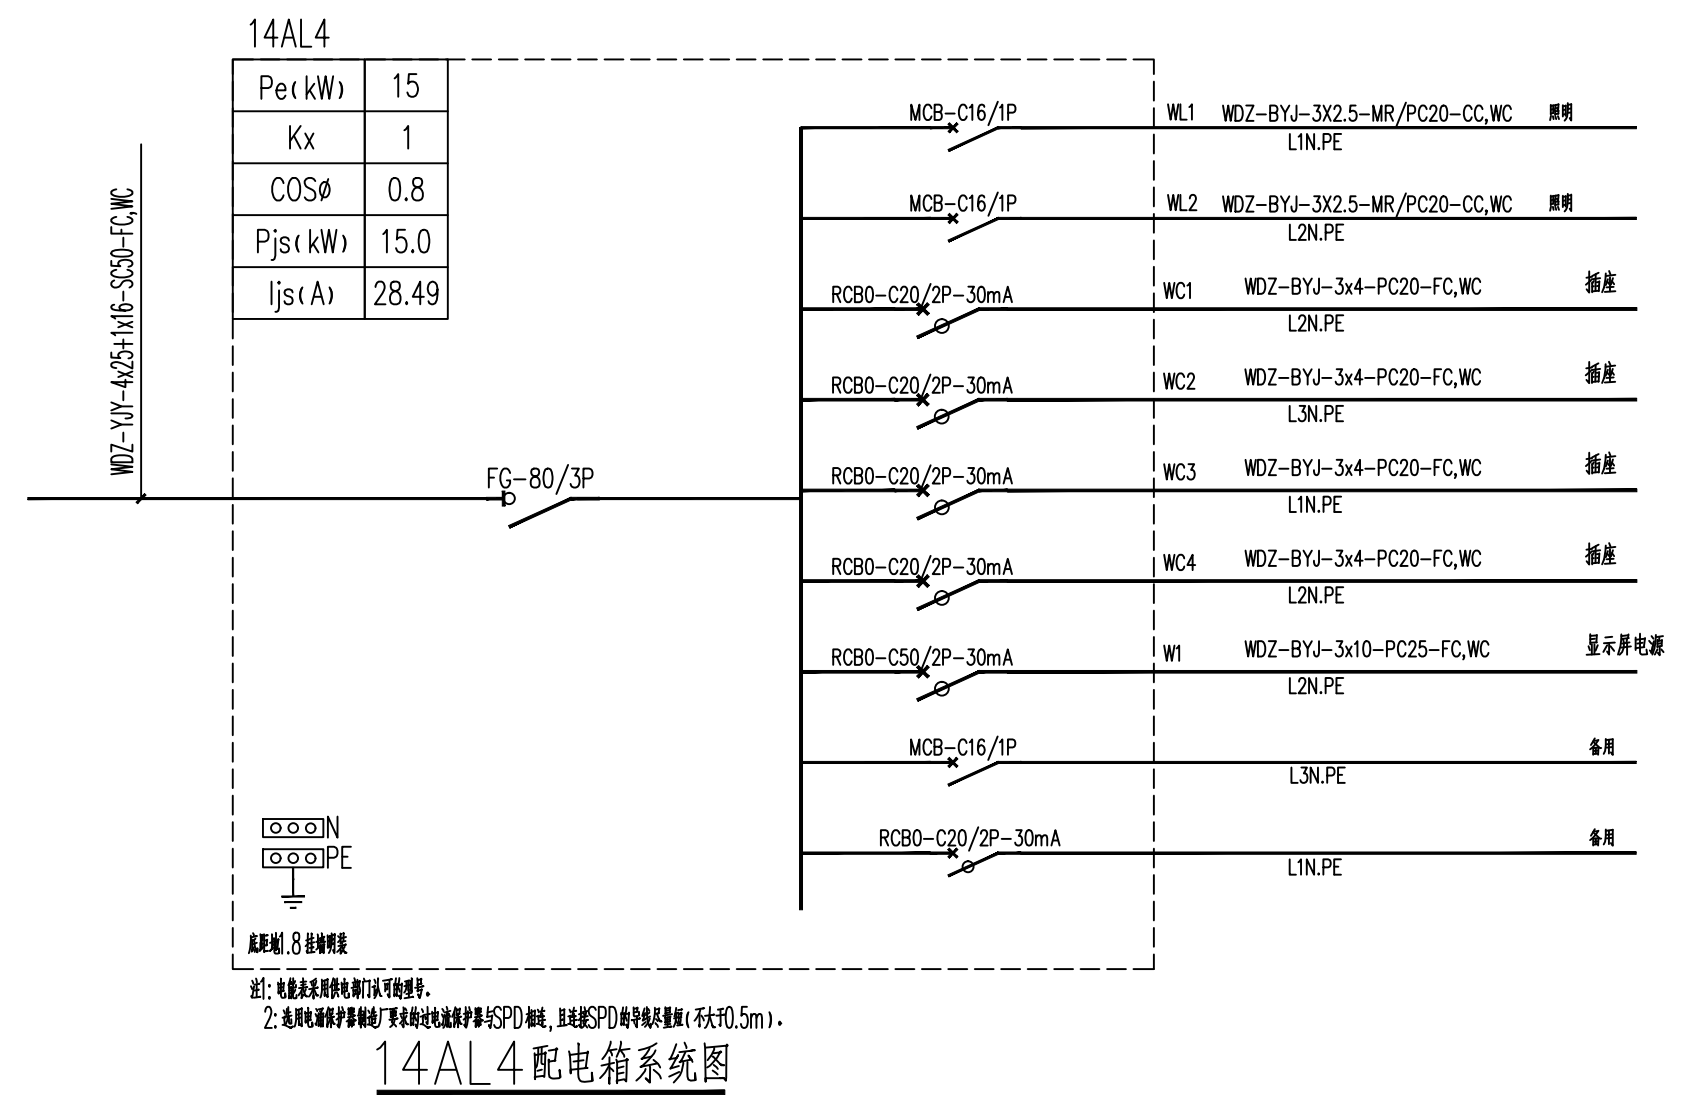 14AL4
Pe(kW) 15
Kx 1
COSø 0.8
Pjs(kW) 15.0
Ijs(A) 28.49
WDZ-YJY-4x25+1x16-SC50-FC,WC
FG-80/3P
MCB-C16/1P WL1 WDZ-BYJ-3X2.5-MR/PC20-CC,WC 照明
L1N.PE
MCB-C16/1P WL2 WDZ-BYJ-3X2.5-MR/PC20-CC,WC 照明
L2N.PE
RCBO-C20/2P-30mA WC1 WDZ-BYJ-3x4-PC20-FC,WC 插座
L2N.PE
RCBO-C20/2P-30mA WC2 WDZ-BYJ-3x4-PC20-FC,WC 插座
L3N.PE
RCBO-C20/2P-30mA WC3 WDZ-BYJ-3x4-PC20-FC,WC 插座
L1N.PE
RCBO-C20/2P-30mA WC4 WDZ-BYJ-3x4-PC20-FC,WC 插座
L2N.PE
RCBO-C50/2P-30mA W1 WDZ-BYJ-3x10-PC25-FC,WC 显示屏电源
L2N.PE
MCB-C16/1P 备用
L3N.PE
RCBO-C20/2P-30mA 备用
L1N.PE
N
PE
底距地1.8挂墙明装
注1: 电能表采用供电部门认可的型号.
2: 选用电涌保护器制造厂要求的过电流保护器与SPD相连, 且连接SPD的导线尽量短(不大于0.5m).
14AL4配电箱系统图